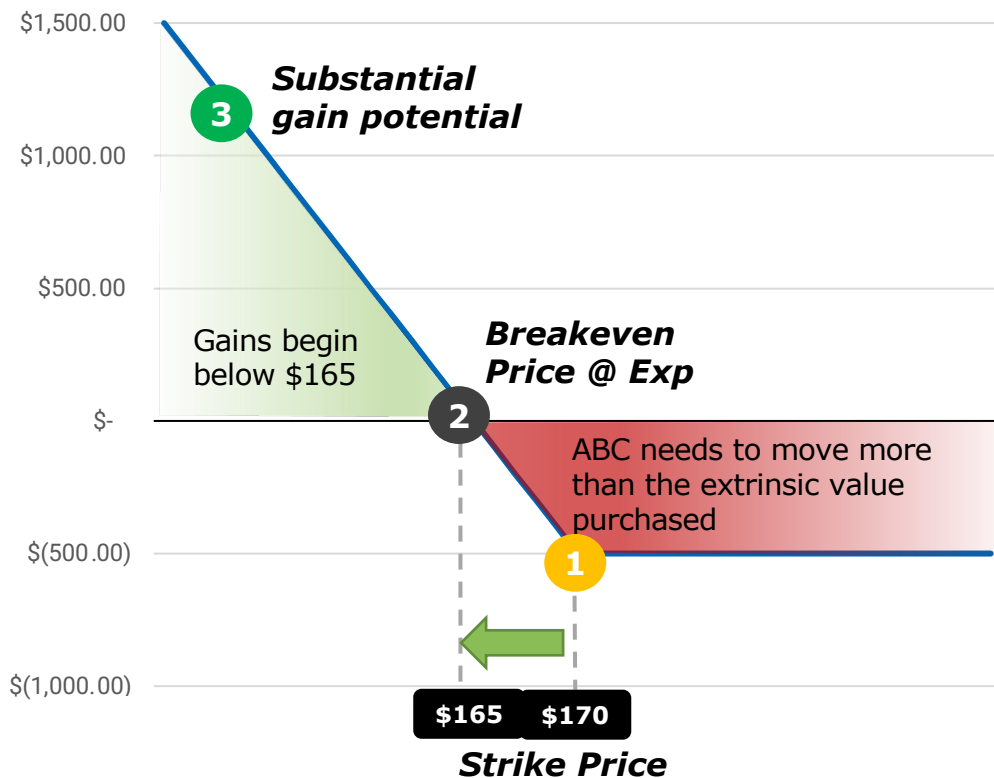 $1,500.00
Substantial
gain potential
3
$1,000.00
$500.00
Gains begin
below $165
Breakeven
Price @ Exp
$-
2
ABC needs to move more
than the extrinsic value
purchased
$(500.00)
1
$(1,000.00)
$165
$170
Strike Price